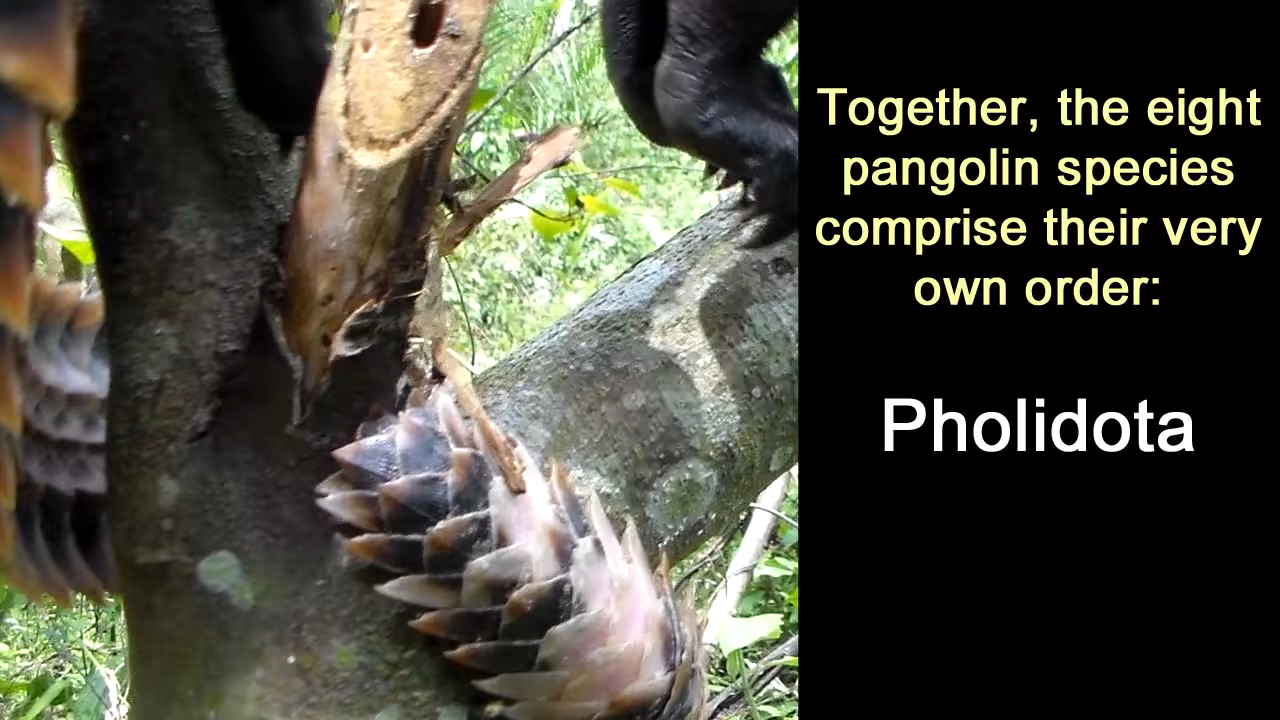 Together, the eight
pangolin species
comprise their very
own order:
Pholidota